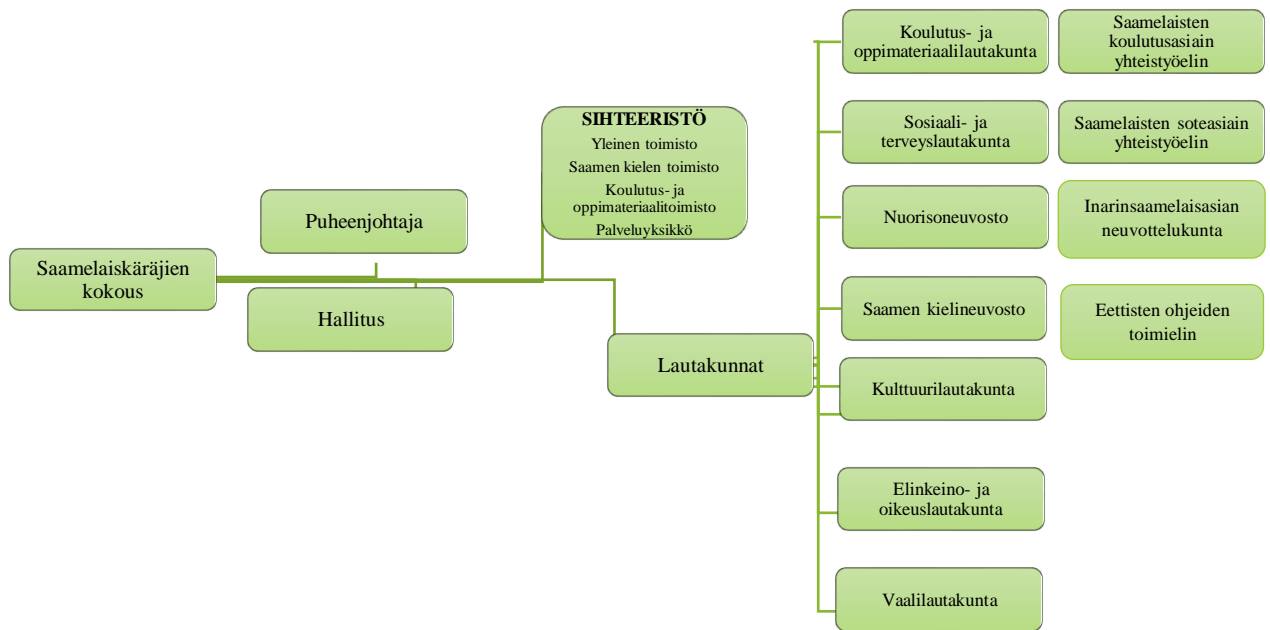 Saamelaiskäräjien
kokous
Puheenjohtaja
Hallitus
SIHTEERISTÖ
Yleinen toimisto
Saamen kielen toimisto
Koulutus- ja
oppimateriaalitoimisto
Palveluyksikkö
Lautakunnat
Koulutus- ja
oppimateriaalilautakunta
Saamelaisten
koulutusasiain
yhteistyöelin
Sosiaali- ja
terveyslautakunta
Saamelaisten soteasiain
yhteistyöelin
Nuorisoneuvosto
Inarinsaamelaisasian
neuvottelukunta
Saamen kielineuvosto
Eettisten ohjeiden
toimielin
Kulttuurilautakunta
Elinkeino- ja
oikeuslautakunta
Vaalilautakunta